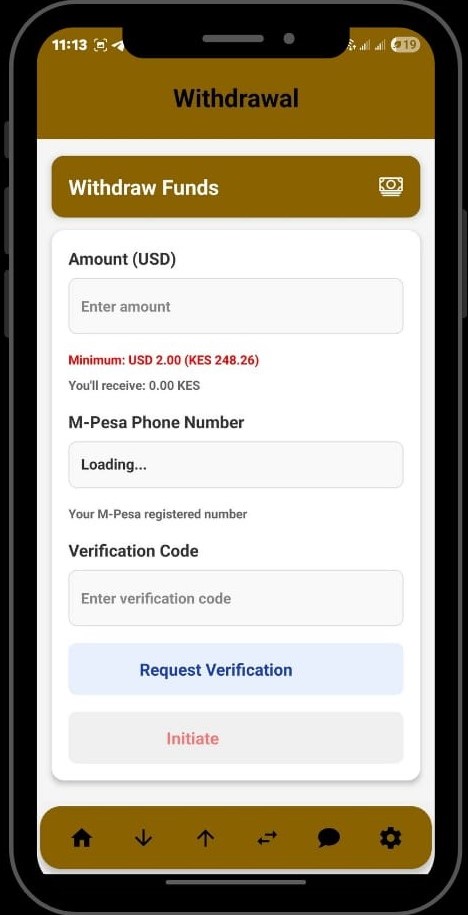 11:13
19
Withdrawal
Withdraw Funds
Amount (USD)
Enter amount
Minimum: USD 2.00 (KES 248.26)
You'll receive: 0.00 KES
M-Pesa Phone Number
Loading...
Your M-Pesa registered number
Verification Code
Enter verification code
Request Verification
Initiate